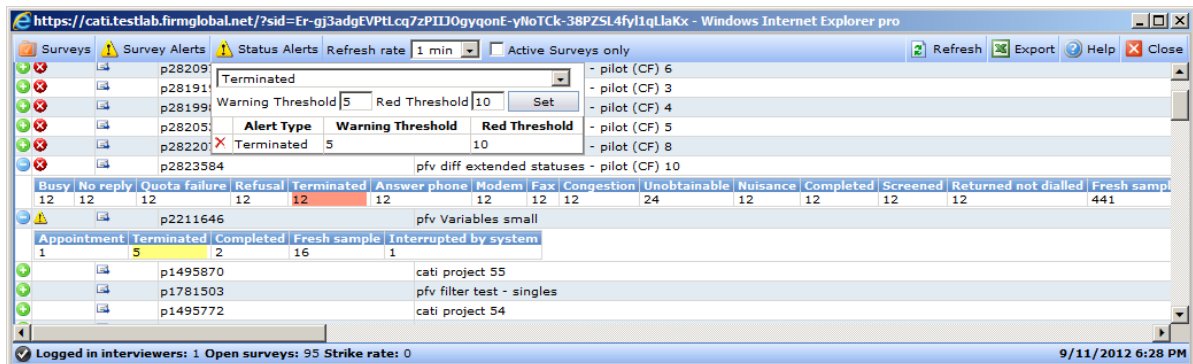 https://cati.testlab.firmglobal.net/?sid=Er-gj3adgEVPtLcq7zPIIJOgyqonE-yNoTCk-38PZSL4fyl1qLlaKx - Windows Internet Explorer pro
Surveys Survey Alerts Status Alerts Refresh rate 1 min Active Surveys only Refresh Export Help Close
p28209 - pilot (CF) 6
Terminated
p28191 - pilot (CF) 3
Warning Threshold 5 Red Threshold 10 Set
p28199 - pilot (CF) 4
p28205 - pilot (CF) 5
Alert Type Warning Threshold Red Threshold
p28220 - pilot (CF) 8
Terminated 5 10
p2823584 pfv diff extended statuses - pilot (CF) 10
Busy No reply Quota failure Refusal Terminated Answer phone Modem Fax Congestion Unobtainable Nuisance Completed Screened Returned not dialled Fresh sampl
12 12 12 12 12 12 12 12 12 24 12 12 12 12 441
p2211646 pfv Variables small
Appointment Terminated Completed Fresh sample Interrupted by system
1 5 2 16 1
p1495870 cati project 55
p1781503 pfv filter test - singles
p1495772 cati project 54
Logged in interviewers: 1 Open surveys: 95 Strike rate: 0 9/11/2012 6:28 PM